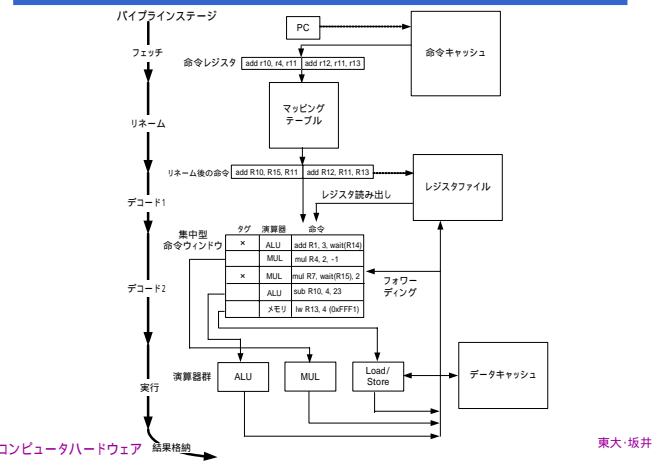 パイプラインステージ
フェッチ
リネーム
デコード1
デコード2
実行
結果格納
PC
命令キャッシュ
命令レジスタ
add r10, r4, r11
add r12, r11, r13
マッピング
テーブル
リネーム後の命令
add R10, R15, R11
add R12, R11, R13
レジスタファイル
レジスタ読み出し
集中型
命令ウィンドウ
タグ
演算器
命令
×
ALU
add R1, 3, wait(R14)
MUL
mul R4, 2, -1
×
MUL
mul R7, wait(R15), 2
ALU
sub R10, 4, 23
メモリ
lw R13, 4 (0xFFF1)
フォワー
ディング
演算器群
ALU
MUL
Load/
Store
データキャッシュ
コンピュータハードウェア
東大・坂井